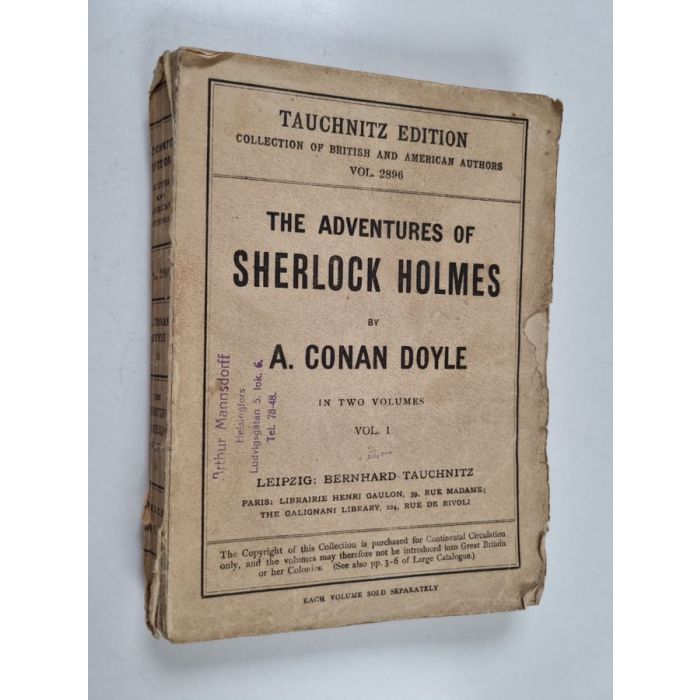 TAUCHNITZ EDITION
COLLECTION OF BRITISH AND AMERICAN AUTHORS
VOL. 2896
THE ADVENTURES OF
SHERLOCK HOLMES
BY
A. CONAN DOYLE
IN TWO VOLUMES
VOL. 1
LEIPZIG: BERNHARD TAUCHNITZ
PARIS: LIBRAIRIE HENRI GAULON, 39, RUE MADAME;
THE GALIGNANI LIBRARY, 224, RUE DE RIVOLI
The Copyright of this Collection is purchased for Continental Circulation
only, and the volumes may therefore not be introduced into Great Britain
or her Colonies. (See also pp. 3-6 of Large Catalogue.)
EACH VOLUME SOLD SEPARATELY
Arthur Mannsdorff
Helsingfors
Ludvigsgatan 5. lok. 6.
Tel. 78-48.
CONAN
DOYLE